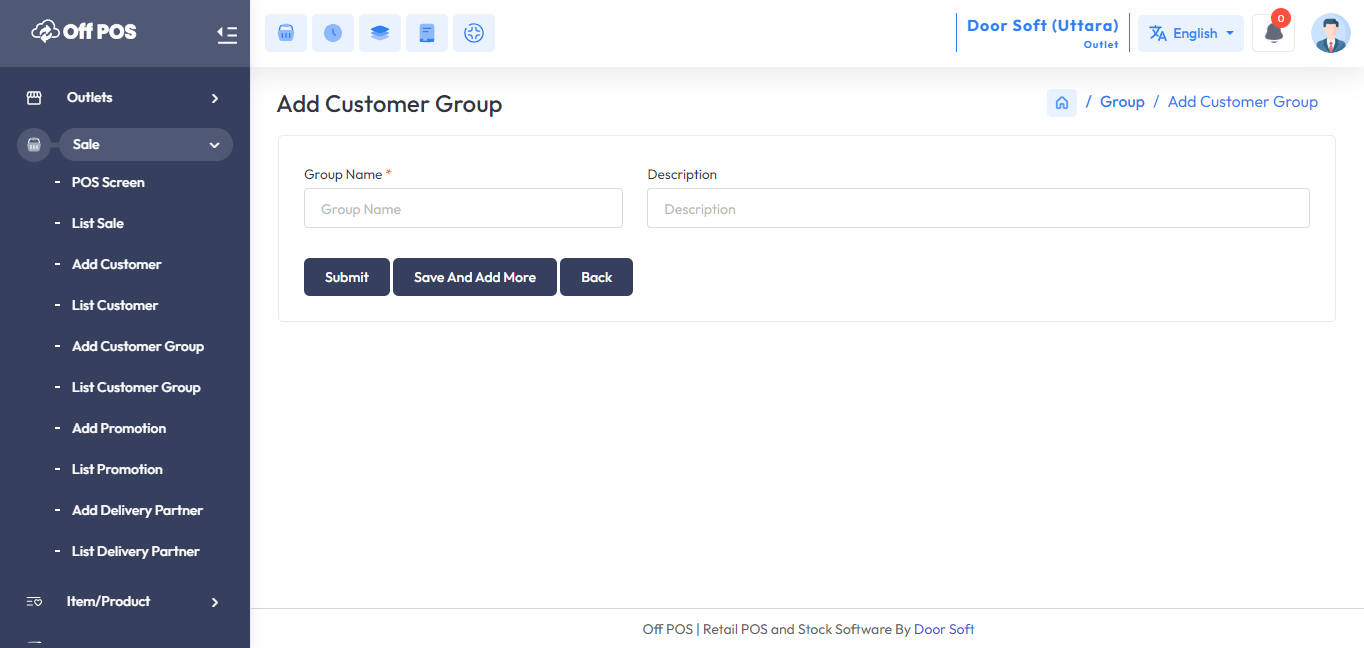 Off POS
Door Soft (Uttara)
Outlet
English
0
Outlets
Sale
- POS Screen
- List Sale
- Add Customer
- List Customer
- Add Customer Group
- List Customer Group
- Add Promotion
- List Promotion
- Add Delivery Partner
- List Delivery Partner
Item/Product
Add Customer Group
/ Group / Add Customer Group
Group Name *
Description
Group Name
Description
Submit
Save And Add More
Back
Off POS | Retail POS and Stock Software By Door Soft